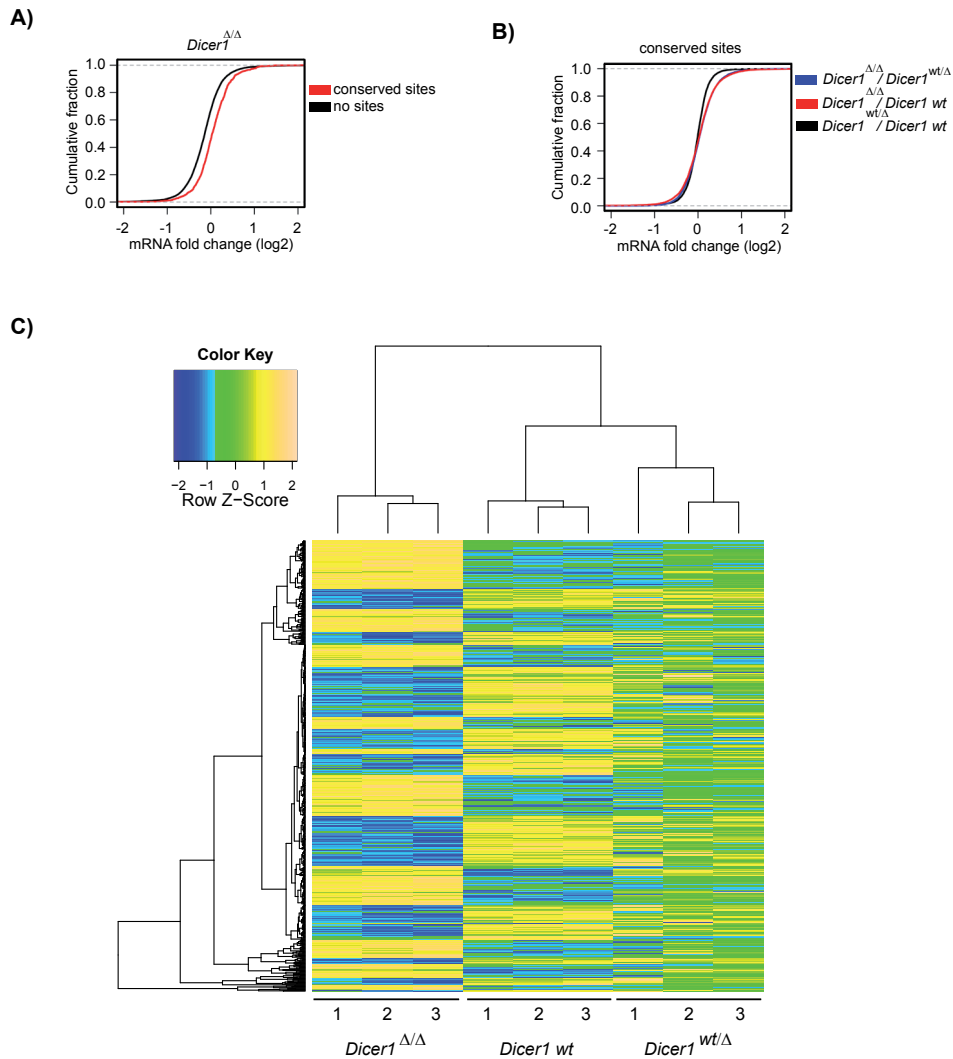 A)
Dicer1 Δ/Δ
Cumulative fraction
1.0
0.8
0.6
0.4
0.2
0.0
-2 -1 0 1 2
mRNA fold change (log2)
conserved sites
no sites
B)
conserved sites
Cumulative fraction
1.0
0.8
0.6
0.4
0.2
0.0
-2 -1 0 1 2
mRNA fold change (log2)
Dicer1 Δ/Δ / Dicer1 wt/Δ
Dicer1 Δ/Δ / Dicer1 wt
Dicer1 wt/Δ / Dicer1 wt
C)
Color Key
−2 −1 0 1 2
Row Z−Score
1 2 3 1 2 3 1 2 3
Dicer1 Δ/Δ Dicer1 wt Dicer1 wt/Δ